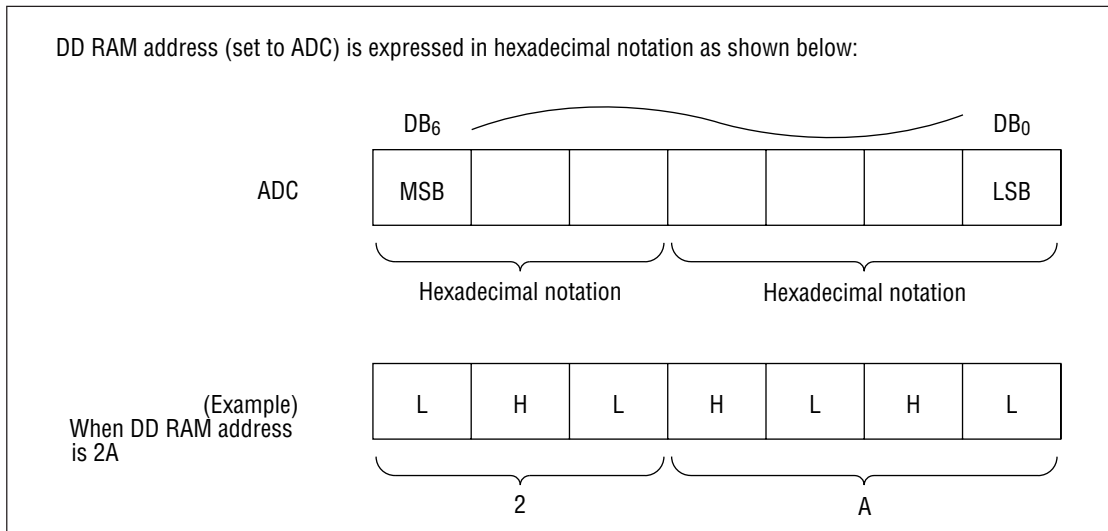 DD RAM address (set to ADC) is expressed in hexadecimal notation as shown below:
DB6 DB0
ADC MSB LSB
Hexadecimal notation Hexadecimal notation
(Example)
When DD RAM address
is 2A
L H L H L H L
2 A